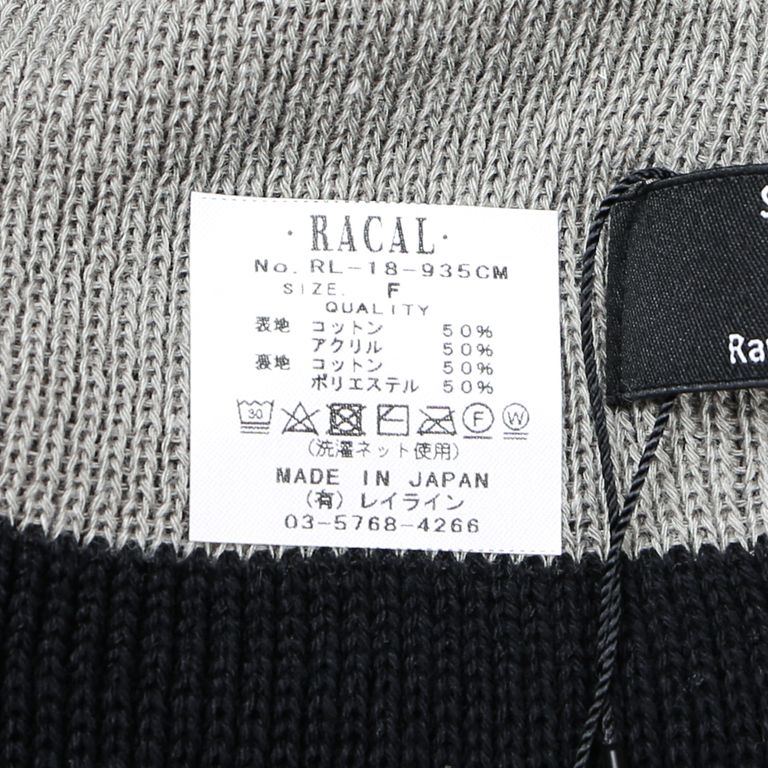 · RACAL ·
No. RL-18-935CM
SIZE. F
QUALITY
表地 コットン 50%
アクリル 50%
裏地 コットン 50%
ポリエステル 50%
30 F W
(洗濯ネット使用)
MADE IN JAPAN
(有) レイライン
03-5768-4266